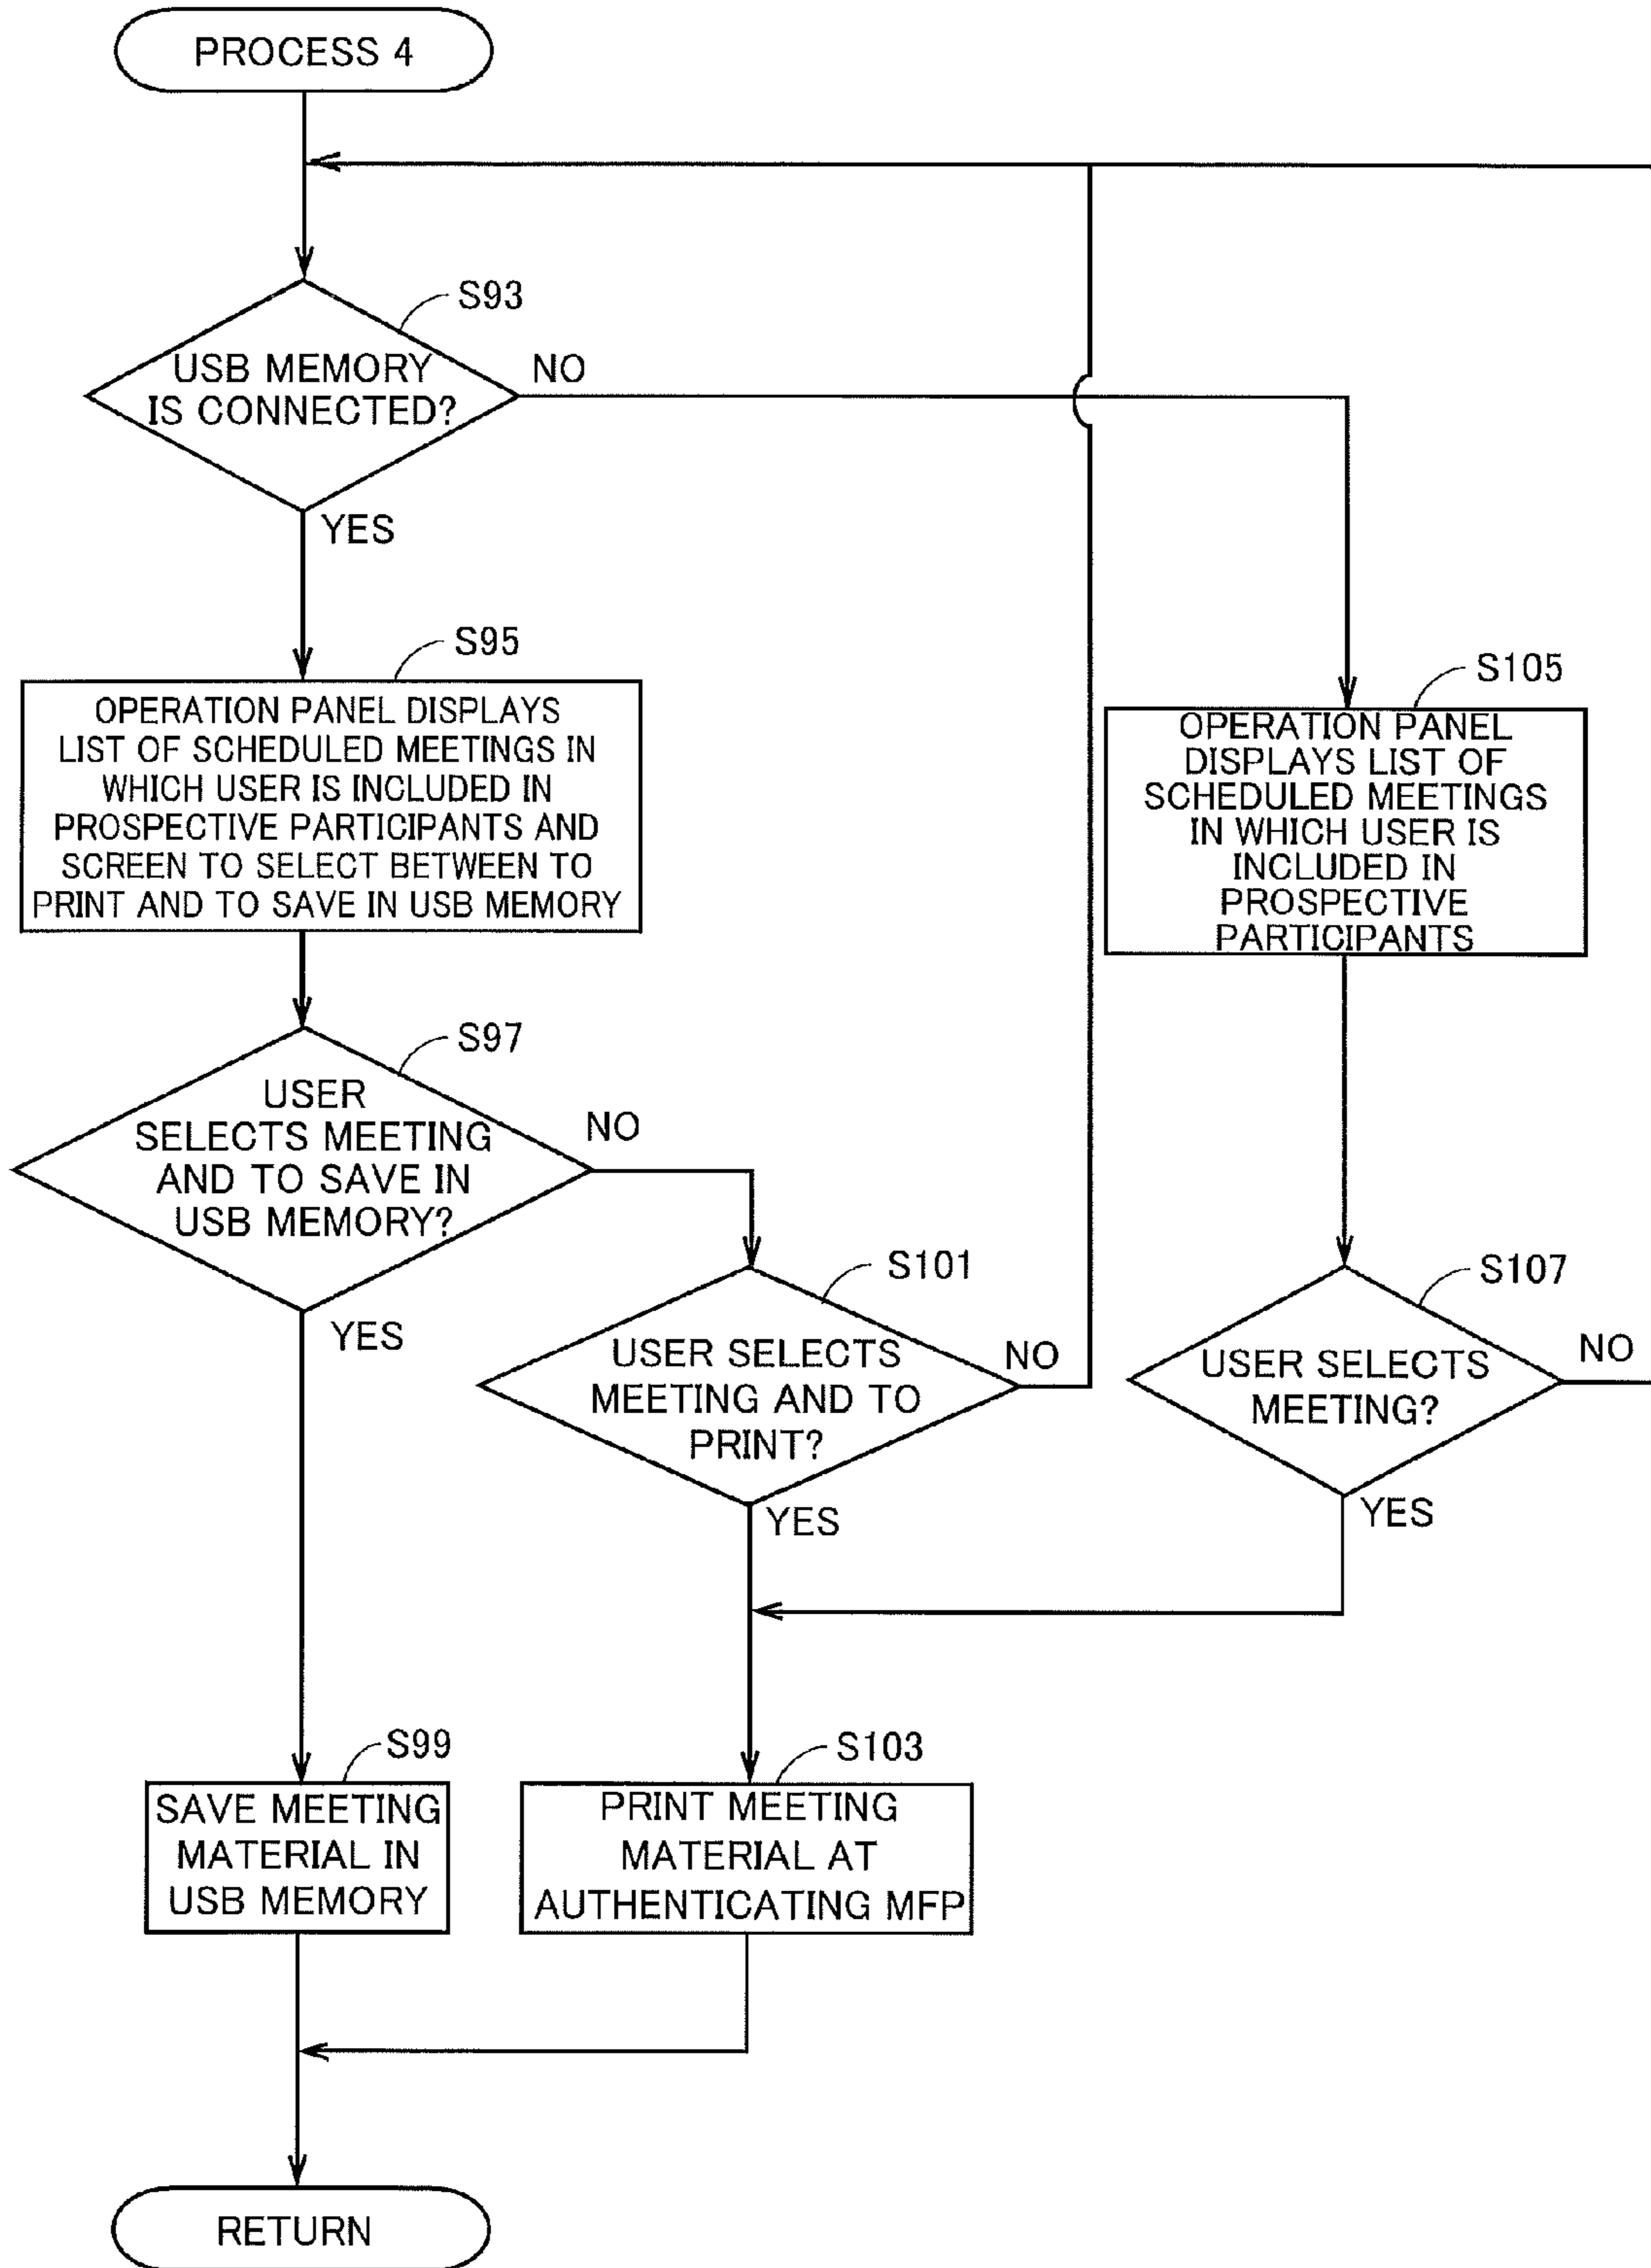 PROCESS 4
S93
USB MEMORY
IS CONNECTED?
NO
YES
S95
OPERATION PANEL DISPLAYS
LIST OF SCHEDULED MEETINGS IN
WHICH USER IS INCLUDED IN
PROSPECTIVE PARTICIPANTS AND
SCREEN TO SELECT BETWEEN TO
PRINT AND TO SAVE IN USB MEMORY
S105
OPERATION PANEL
DISPLAYS LIST OF
SCHEDULED MEETINGS
IN WHICH USER IS
INCLUDED IN
PROSPECTIVE
PARTICIPANTS
S97
USER
SELECTS MEETING
AND TO SAVE IN
USB MEMORY?
NO
YES
S101
USER SELECTS
MEETING AND TO
PRINT?
NO
YES
S107
USER SELECTS
MEETING?
NO
YES
S99
SAVE MEETING
MATERIAL IN
USB MEMORY
S103
PRINT MEETING
MATERIAL AT
AUTHENTICATING MFP
RETURN